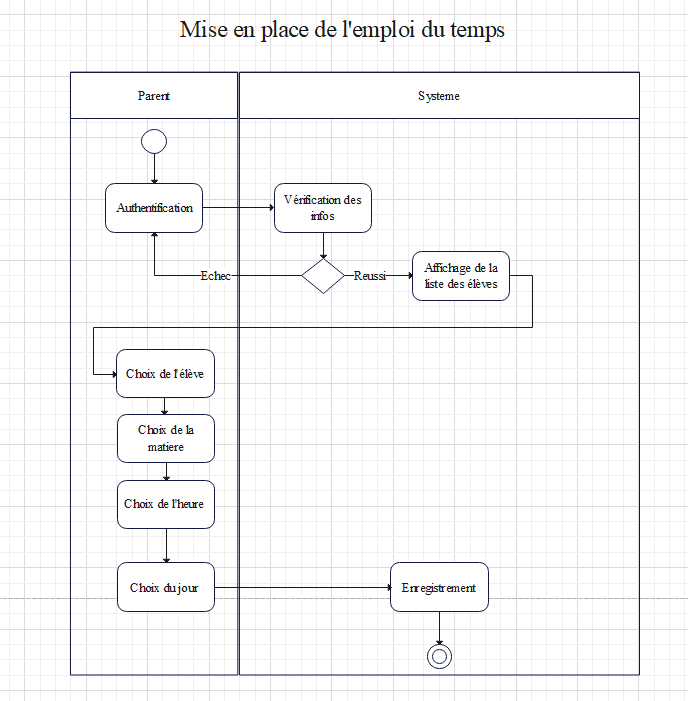 Mise en place de l'emploi du temps
Parent
Systeme
Authentification
Vérification des
infos
Echec
Reussi
Affichage de la
liste des élèves
Choix de l'élève
Choix de la
matiere
Choix de l'heure
Choix du jour
Enregistrement